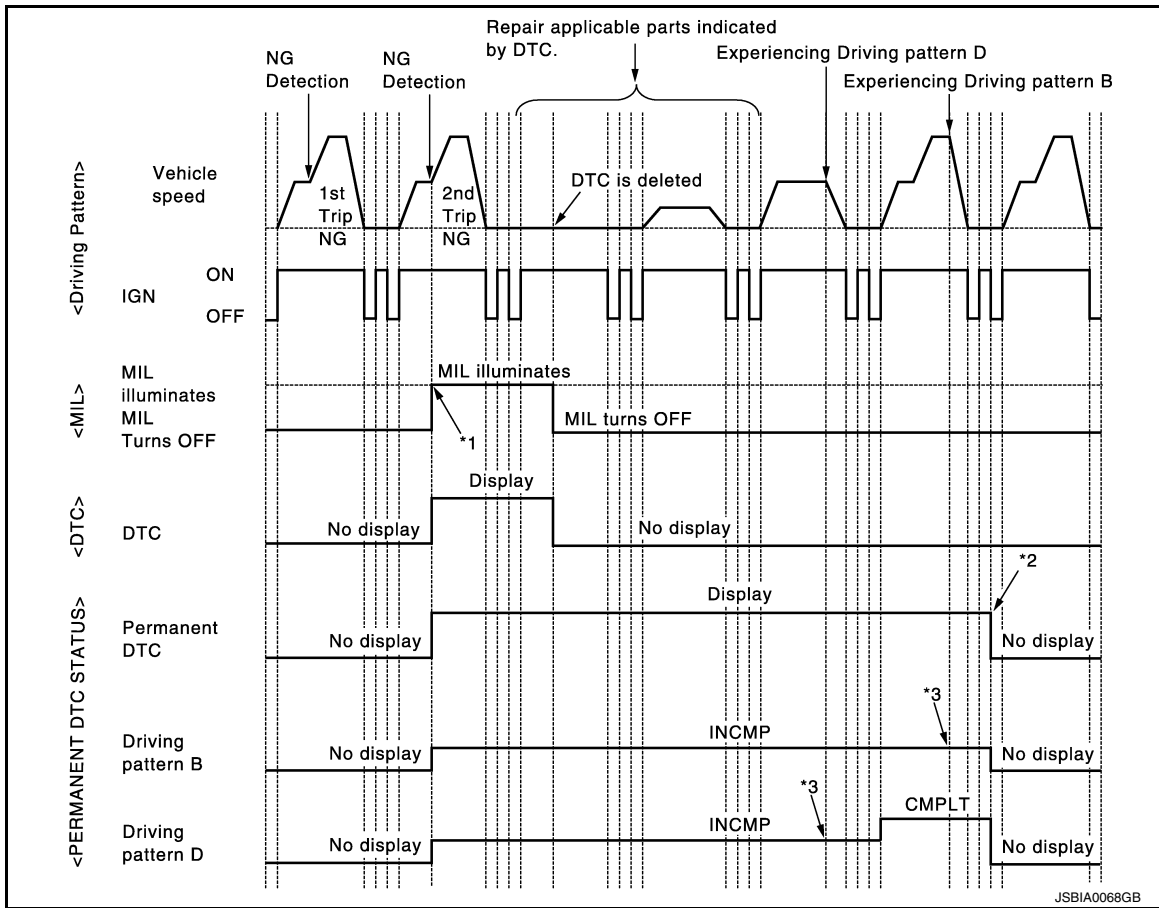 Repair applicable parts indicated
by DTC.
Experiencing Driving pattern D
NG
Detection
NG
Detection
Experiencing Driving pattern B
<Driving Pattern>
Vehicle
speed
1st
Trip
NG
2nd
Trip
NG
DTC is deleted
IGN
ON
OFF
<MIL>
MIL
illuminates
MIL
Turns OFF
MIL illuminates
*1
MIL turns OFF
<DTC>
DTC
No display
Display
No display
<PERMANENT DTC STATUS>
Permanent
DTC
No display
Display
*2
No display
Driving
pattern B
No display
INCMP
*3
No display
Driving
pattern D
No display
INCMP
*3
CMPLT
No display
JSBIA0068GB